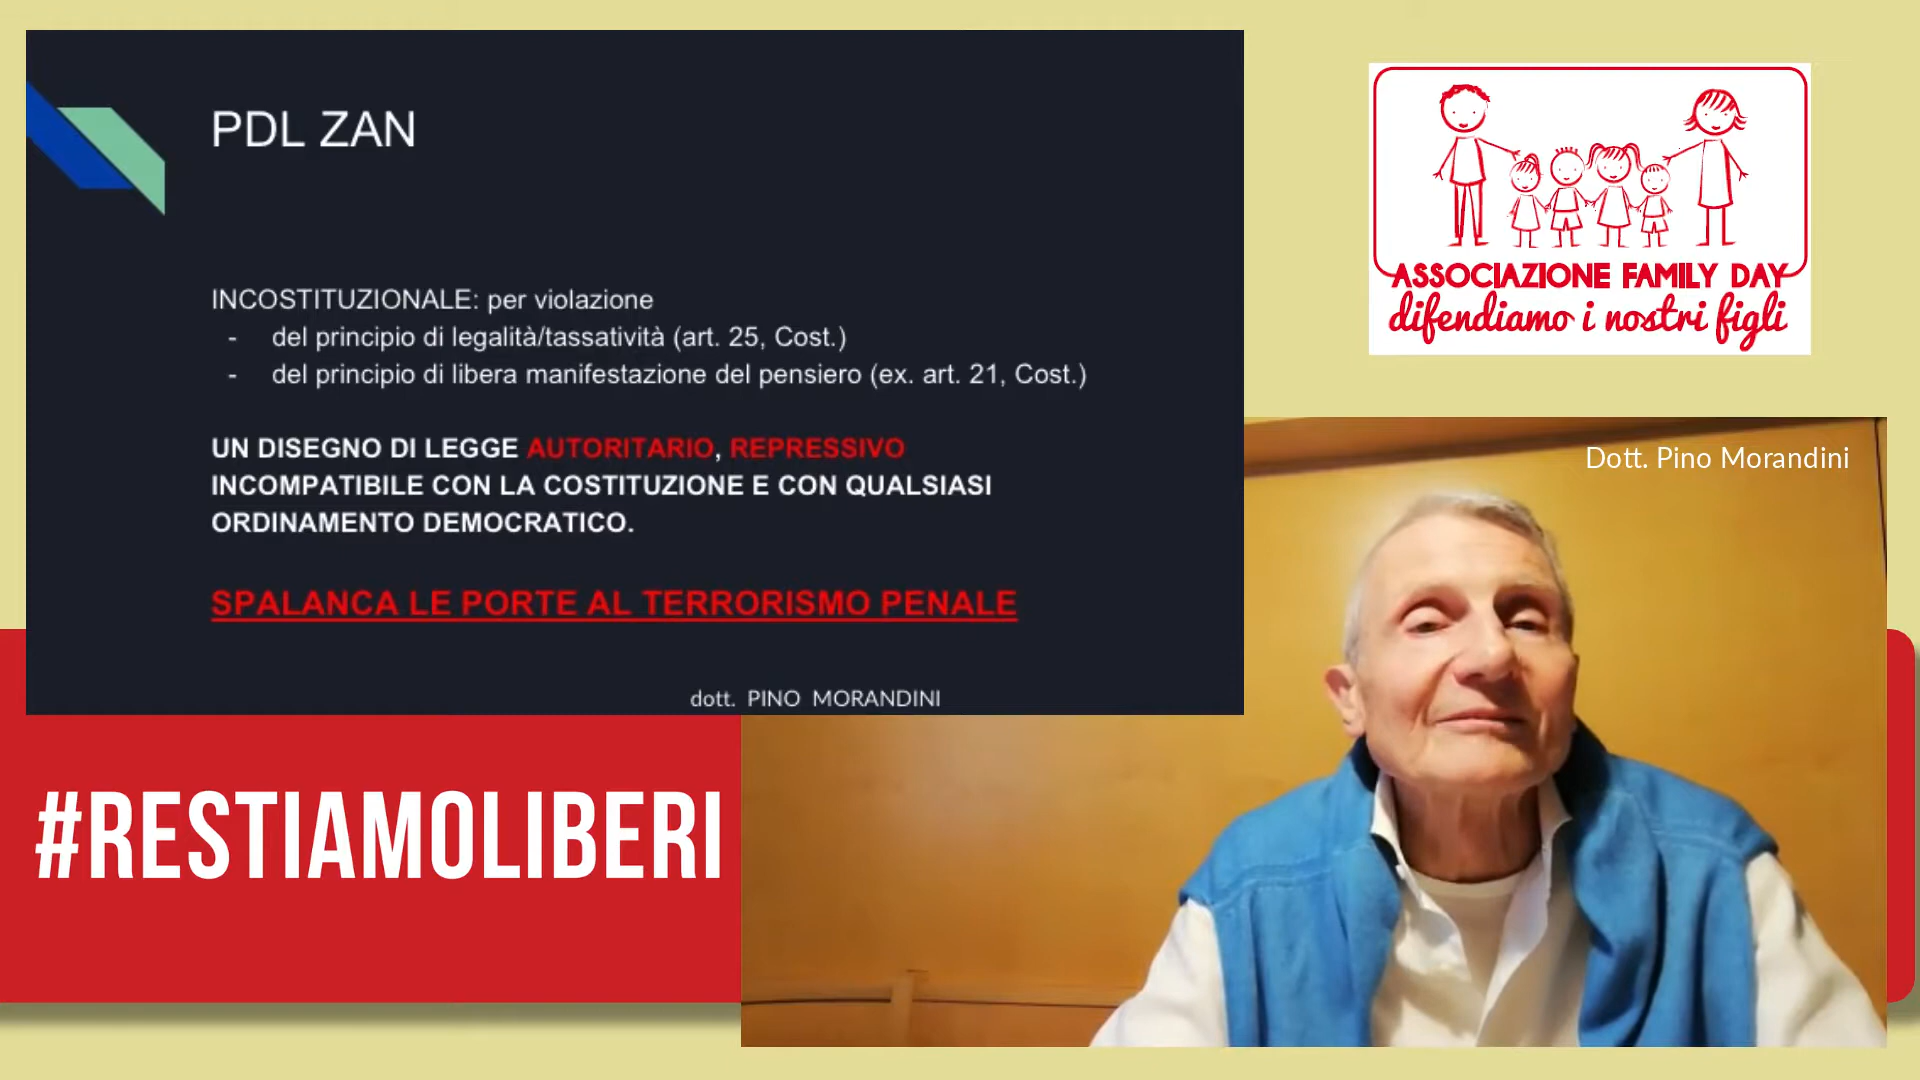 PDL ZAN
INCOSTITUZIONALE: per violazione
- del principio di legalità/tassatività (art. 25, Cost.)
- del principio di libera manifestazione del pensiero (ex. art. 21, Cost.)
UN DISEGNO DI LEGGE AUTORITARIO, REPRESSIVO
INCOMPATIBILE CON LA COSTITUZIONE E CON QUALSIASI
ORDINAMENTO DEMOCRATICO.
SPALANCA LE PORTE AL TERRORISMO PENALE
dott. PINO MORANDINI
ASSOCIAZIONE FAMILY DAY
difendiamo i nostri figli
Dott. Pino Morandini
#RESTIAMOLIBERI